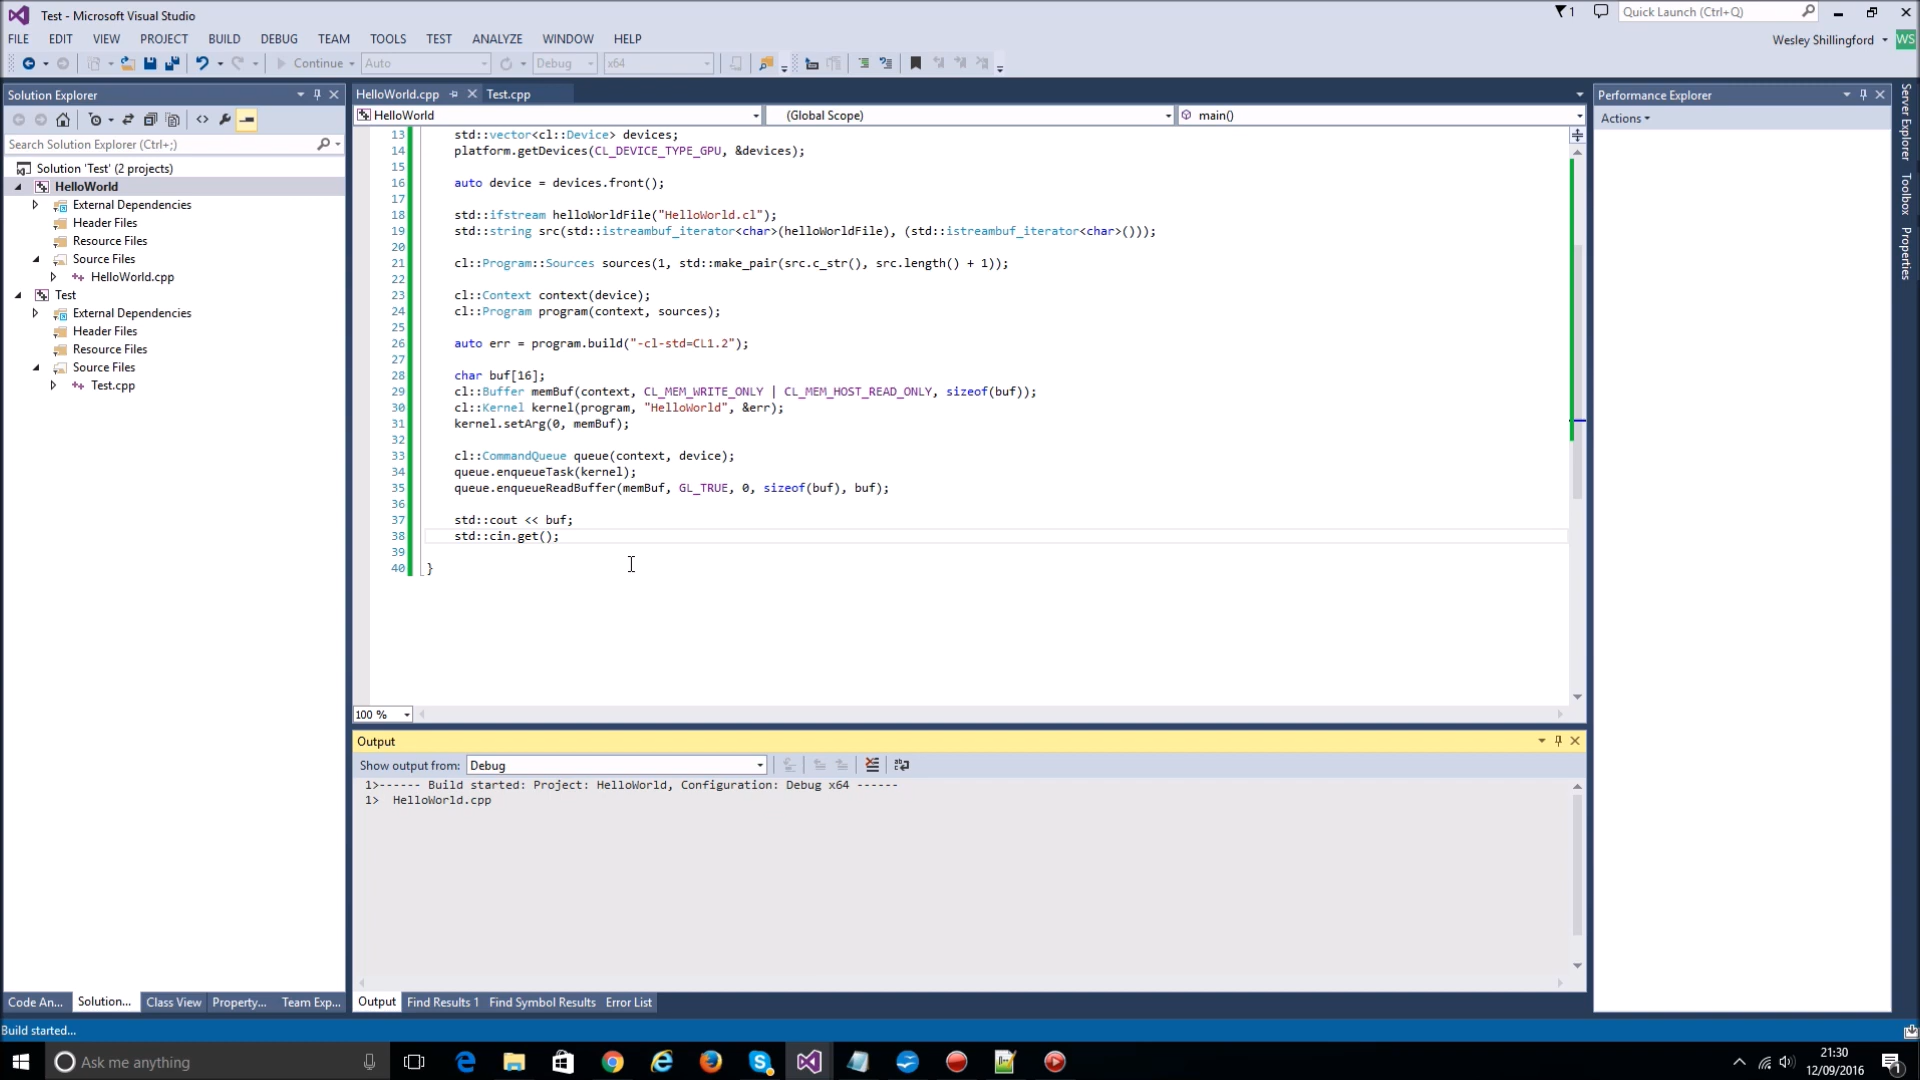 Test - Microsoft Visual Studio
1
Quick Launch (Ctrl+Q)
FILE EDIT VIEW PROJECT BUILD DEBUG TEAM TOOLS TEST ANALYZE WINDOW HELP
Wesley Shillingford WS
Continue Auto Debug x64
Solution Explorer
HelloWorld.cpp Test.cpp
Performance Explorer
HelloWorld (Global Scope) main()
Actions
Server Explorer
Toolbox
Properties
Search Solution Explorer (Ctrl+;)
Solution 'Test' (2 projects)
HelloWorld
External Dependencies
Header Files
Resource Files
Source Files
HelloWorld.cpp
Test
External Dependencies
Header Files
Resource Files
Source Files
Test.cpp
13 std::vector<cl::Device> devices;
14 platform.getDevices(CL_DEVICE_TYPE_GPU, &devices);
15
16 auto device = devices.front();
17
18 std::ifstream helloWorldFile("HelloWorld.cl");
19 std::string src(std::istreambuf_iterator<char>(helloWorldFile), (std::istreambuf_iterator<char>()));
20
21 cl::Program::Sources sources(1, std::make_pair(src.c_str(), src.length() + 1));
22
23 cl::Context context(device);
24 cl::Program program(context, sources);
25
26 auto err = program.build("-cl-std=CL1.2");
27
28 char buf[16];
29 cl::Buffer memBuf(context, CL_MEM_WRITE_ONLY | CL_MEM_HOST_READ_ONLY, sizeof(buf));
30 cl::Kernel kernel(program, "HelloWorld", &err);
31 kernel.setArg(0, memBuf);
32
33 cl::CommandQueue queue(context, device);
34 queue.enqueueTask(kernel);
35 queue.enqueueReadBuffer(memBuf, GL_TRUE, 0, sizeof(buf), buf);
36
37 std::cout << buf;
38 std::cin.get();
39
40 }
100 %
Output
Show output from: Debug
1>------ Build started: Project: HelloWorld, Configuration: Debug x64 ------
1> HelloWorld.cpp
Code An... Solution... Class View Property... Team Exp...
Output Find Results 1 Find Symbol Results Error List
Build started...
Ask me anything
21:30
12/09/2016
1